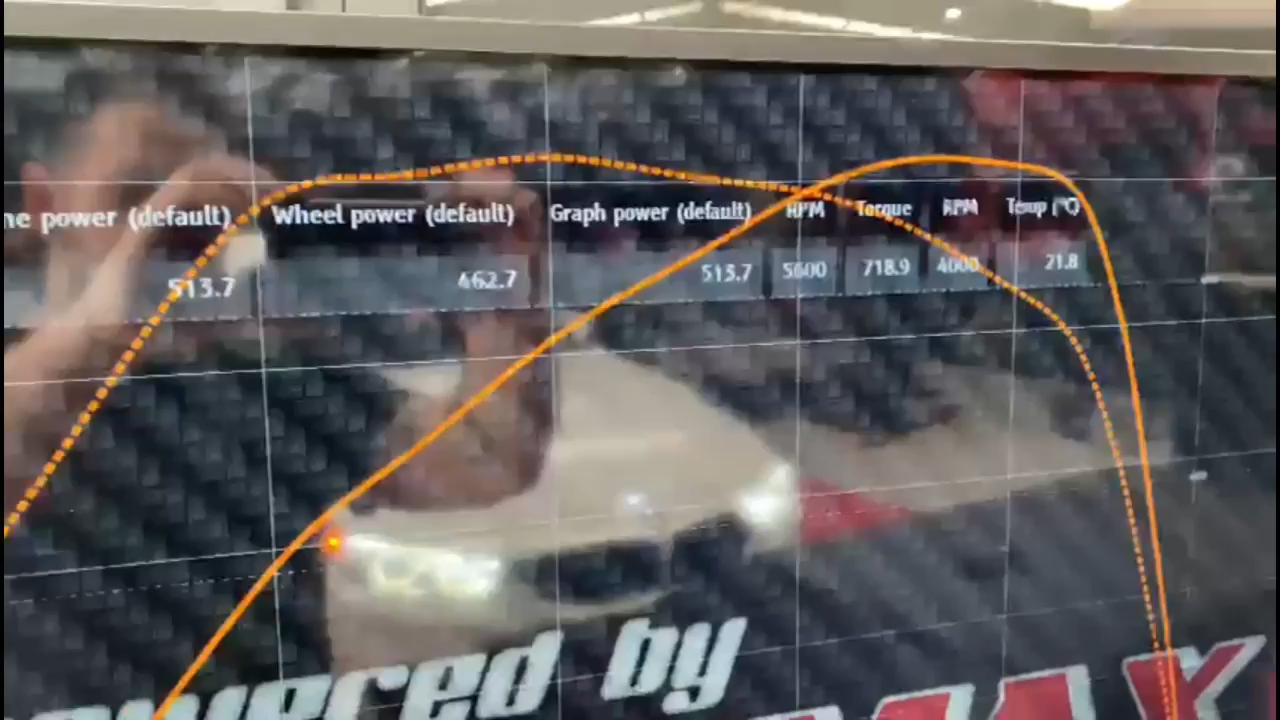 ne power (default) Wheel power (default) Graph power (default) RPM Torque RPM Temp (°C)
513.7 462.7 513.7 5600 718.9 4000 21.8
owered by
MAX